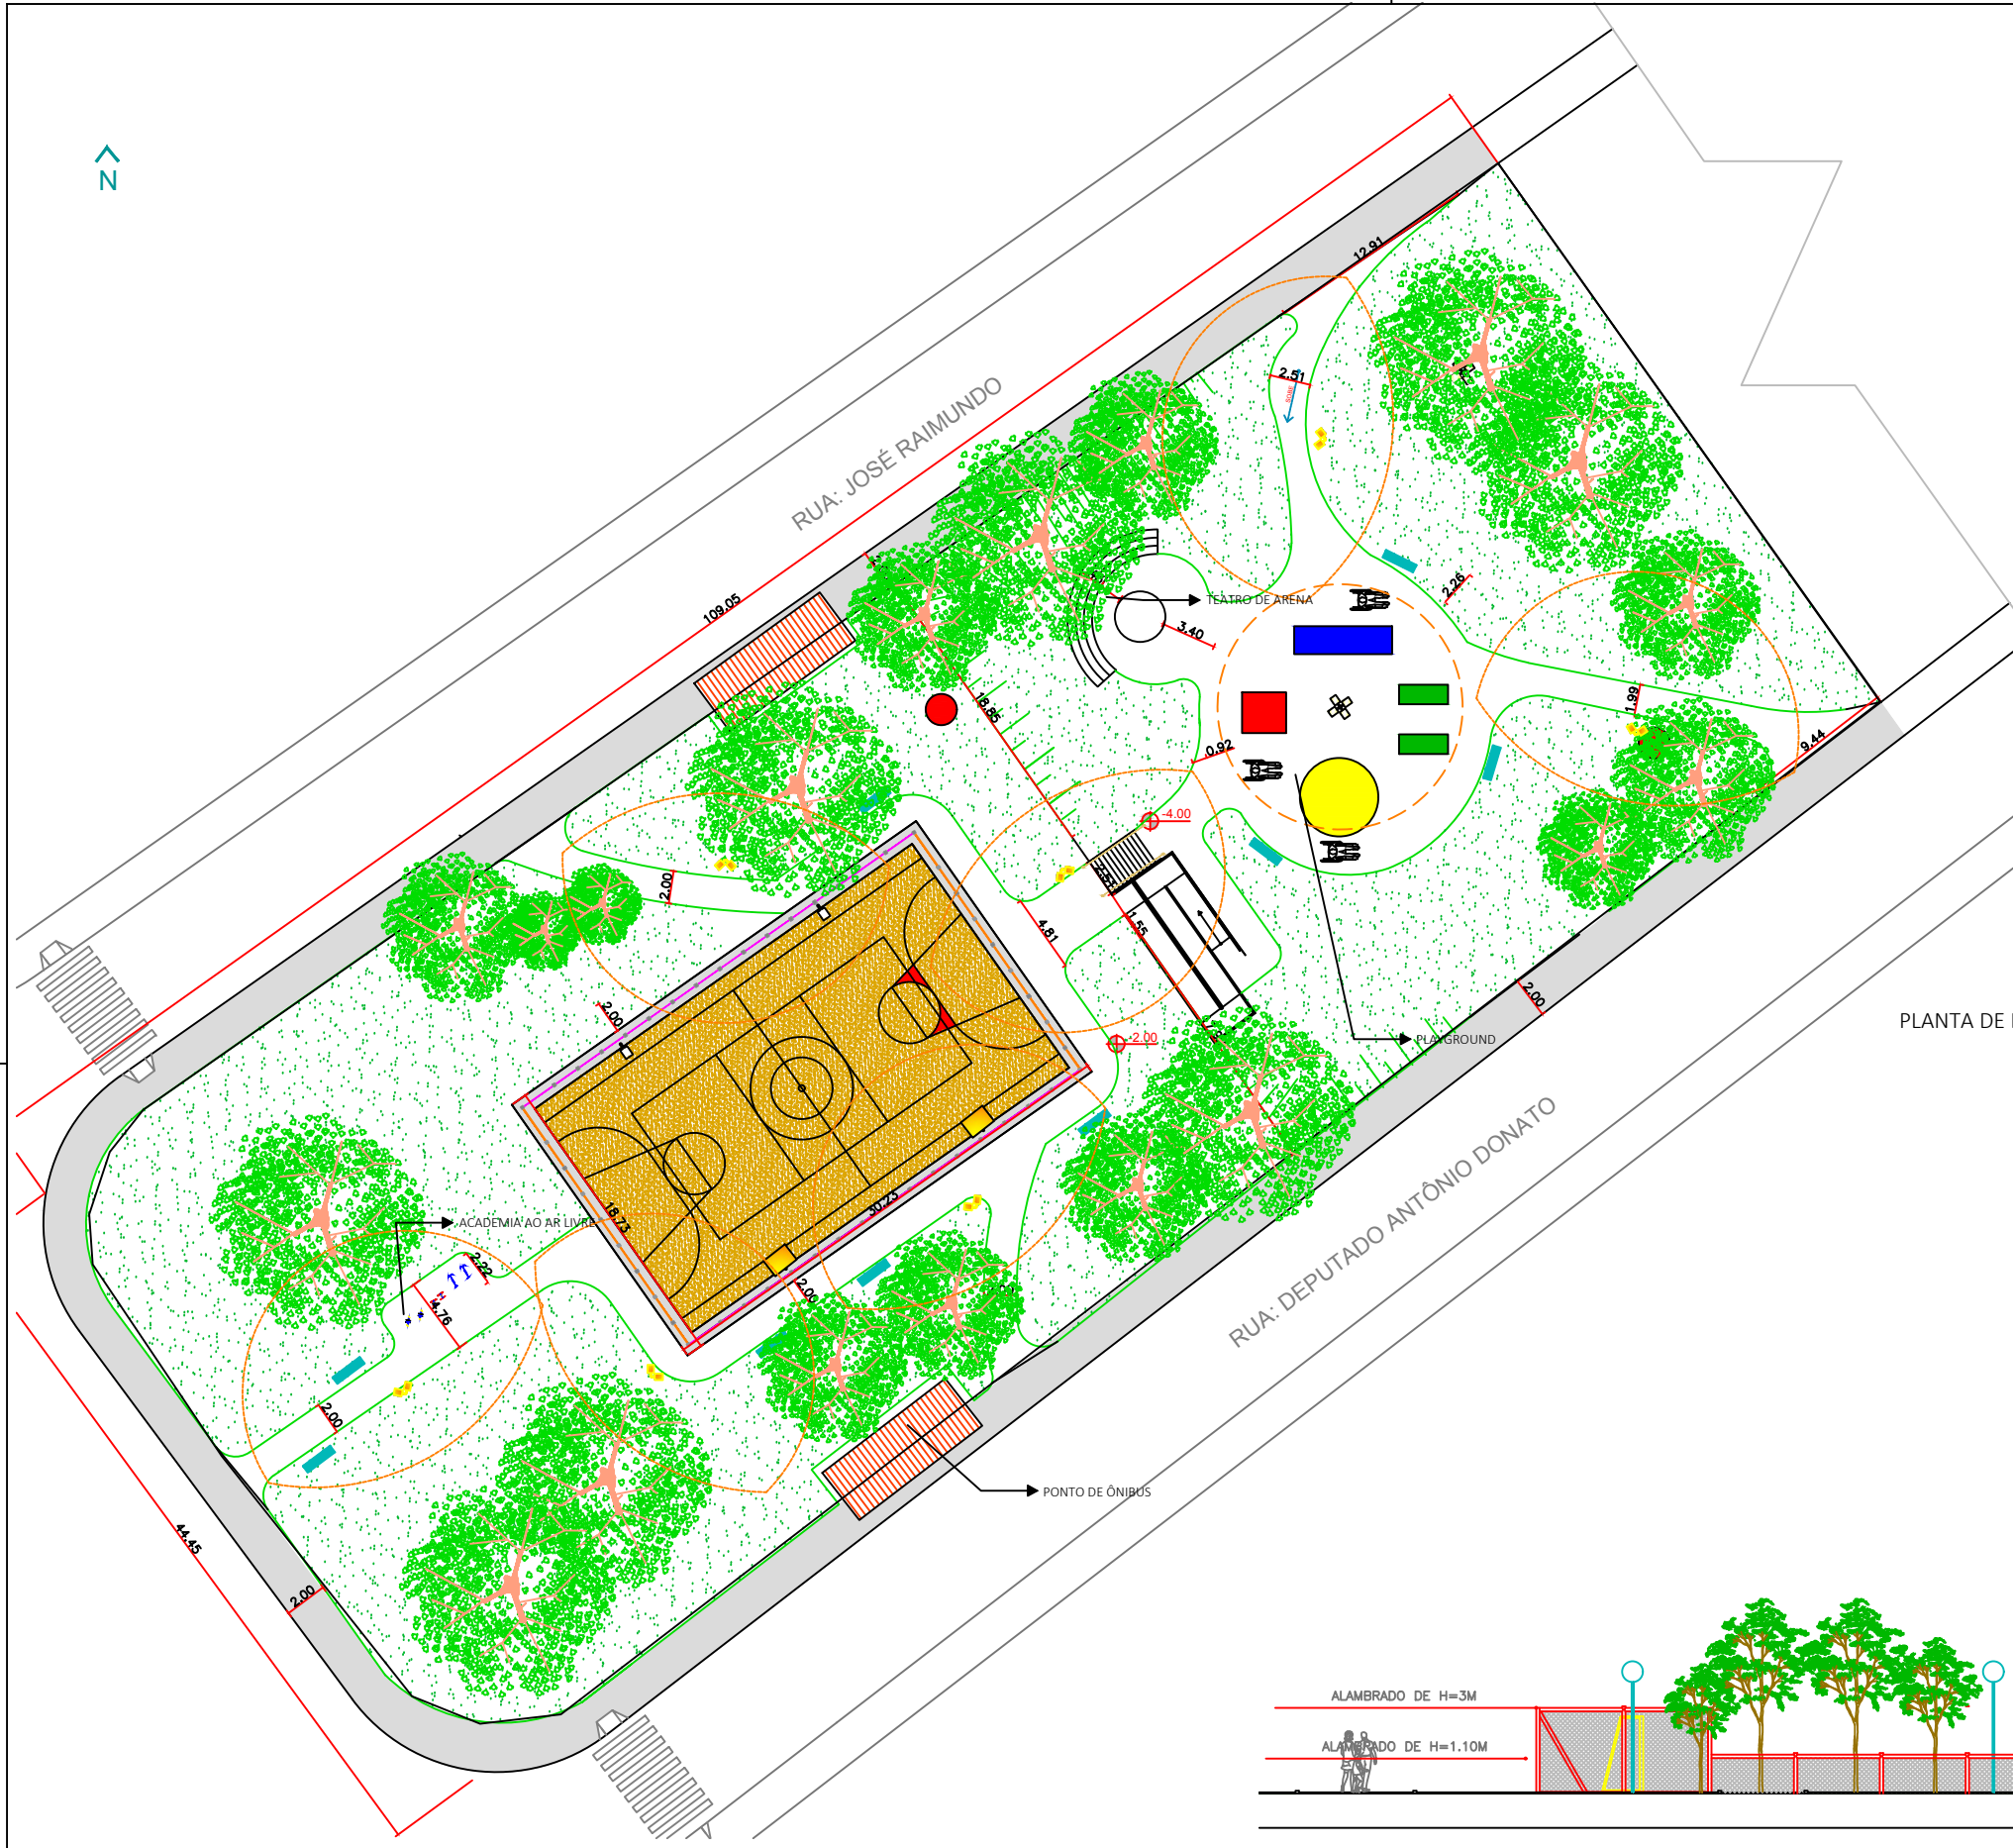 N
RUA: JOSÉ RAIMUNDO
109.05
12.91
2.51
SOBE
2.26
TEATRO DE ARENA
3.40
18.85
0.92
1.99
9.44
-4.00
2.00
4.81
1.55
2.00
2.00
-2.00
PLAYGROUND
PLANTA DE
RUA: DEPUTADO ANTÔNIO DONATO
18.73
30.23
ACADEMIA AO AR LIVRE
2.22
4.76
2.00
2.00
PONTO DE ÔNIBUS
44.45
2.00
ALAMBRADO DE H=3M
ALAMBRADO DE H=1.10M